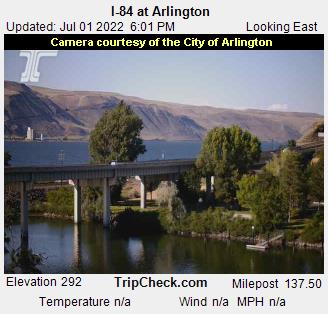 I-84 at Arlington
Updated: Jul 01 2022 6:01 PM Looking East
Camera courtesy of the City of Arlington
Elevation 292 TripCheck.com Milepost 137.50
Temperature n/a Wind n/a MPH n/a